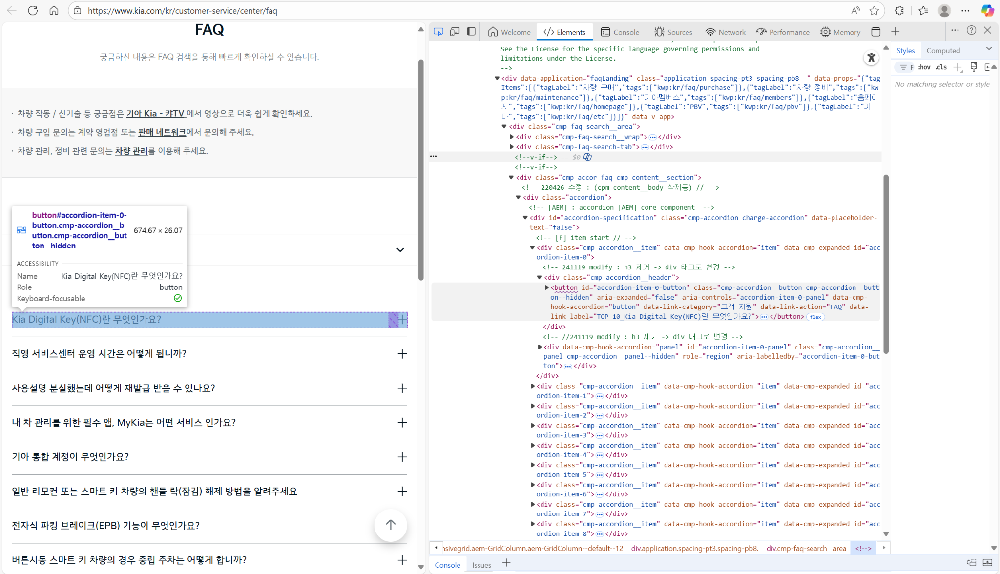 https://www.kia.com/kr/customer-service/center/faq
FAQ
궁금하신 내용은 FAQ 검색을 통해 빠르게 확인하실 수 있습니다.
· 차량 작동 / 신기술 등 궁금점은 기아 Kia - 캬TV 에서 영상으로 더욱 쉽게 확인하세요.
· 차량 구입 문의는 계약 영업점 또는 판매 네트워크에서 문의해 주세요.
· 차량 관리, 정비 관련 문의는 차량 관리를 이용해 주세요.
button#accordion-item-0-
button.cmp-accordion__b
utton.cmp-accordion__but
ton--hidden
674.67 × 26.07
ACCESSIBILITY
Name Kia Digital Key(NFC)란 무엇인가요?
Role button
Keyboard-focusable
Kia Digital Key(NFC)란 무엇인가요?
직영 서비스센터 운영 시간은 어떻게 됩니까?
사용설명 분실했는데 어떻게 재발급 받을 수 있나요?
내 차 관리를 위한 필수 앱, MyKia는 어떤 서비스 인가요?
기아 통합 계정이 무엇인가요?
일반 리모컨 또는 스마트 키 차량의 핸들 락(잠김) 해제 방법을 알려주세요
전자식 파킹 브레이크(EPB) 기능이 무엇인가요?
버튼시동 스마트 키 차량의 경우 중립 주차는 어떻게 합니까?
Welcome Elements Console Sources Network Performance Memory
See the License for the specific language governing permissions and
limitations under the License.
-->
<div data-application="faqLanding" class="application spacing-pt3 spacing-pb8  " data-props="{"tag
Items":[{"tagLabel":"차량 구매","tags":["kwp:kr/faq/purchase"]},{"tagLabel":"차량 정비","tags":["kw
p:kr/faq/maintenance"]},{"tagLabel":"기아멤버스","tags":["kwp:kr/faq/members"]},{"tagLabel":"홈페이
지","tags":["kwp:kr/faq/homepage"]},{"tagLabel":"PBV","tags":["kwp:kr/faq/pbv"]},{"tagLabel":"기
타","tags":["kwp:kr/faq/etc"]}]}" data-v-app>
<div class="cmp-faq-search__area">
<div class="cmp-faq-search__wrap">…</div>
<div class="cmp-faq-search-tab">…</div>
<!--v-if--> == $0
<!--v-if-->
<div class="cmp-accor-faq cmp-content__section">
<!-- 220426 수정 : (cpm-content__body 삭제등) // -->
<div class="accordion">
<!-- [AEM] : accordion [AEM] core component  -->
<div id="accordion-specification" class="cmp-accordion charge-accordion" data-placeholder-
text="false">
<!-- [F] item start // -->
<div class="cmp-accordion__item" data-cmp-hook-accordion="item" data-cmp-expanded id="acc
ordion-item-0">
<!-- 241119 modify : h3 제거 -> div 태그로 변경 -->
<div class="cmp-accordion__header">
<button id="accordion-item-0-button" class="cmp-accordion__button cmp-accordion__butt
on--hidden" aria-expanded="false" aria-controls="accordion-item-0-panel" data-cmp-
hook-accordion="button" data-link-category="고객 지원" data-link-action="FAQ" data-
link-label="TOP 10_Kia Digital Key(NFC)란 무엇인가요?">…</button> flex
</div>
<!-- //241119 modify : h3 제거 -> div 태그로 변경 -->
<div data-cmp-hook-accordion="panel" id="accordion-item-0-panel" class="cmp-accordion__
panel cmp-accordion__panel--hidden" role="region" aria-labelledby="accordion-item-0-but
ton">…</div>
</div>
<div class="cmp-accordion__item" data-cmp-hook-accordion="item" data-cmp-expanded id="acc
ordion-item-1">…</div>
<div class="cmp-accordion__item" data-cmp-hook-accordion="item" data-cmp-expanded id="acc
ordion-item-2">…</div>
<div class="cmp-accordion__item" data-cmp-hook-accordion="item" data-cmp-expanded id="acc
ordion-item-3">…</div>
<div class="cmp-accordion__item" data-cmp-hook-accordion="item" data-cmp-expanded id="acc
ordion-item-4">…</div>
<div class="cmp-accordion__item" data-cmp-hook-accordion="item" data-cmp-expanded id="acc
ordion-item-5">…</div>
<div class="cmp-accordion__item" data-cmp-hook-accordion="item" data-cmp-expanded id="acc
ordion-item-6">…</div>
<div class="cmp-accordion__item" data-cmp-hook-accordion="item" data-cmp-expanded id="acc
ordion-item-7">…</div>
<div class="cmp-accordion__item" data-cmp-hook-accordion="item" data-cmp-expanded id="acc
ordion-item-8">…</div>
nsivegrid.aem-GridColumn.aem-GridColumn--default--12 div.application.spacing-pt3.spacing-pb8. div.cmp-faq-search__area <!-->
Console Issues
Styles Computed
F :hov .cls
No matching selector or style